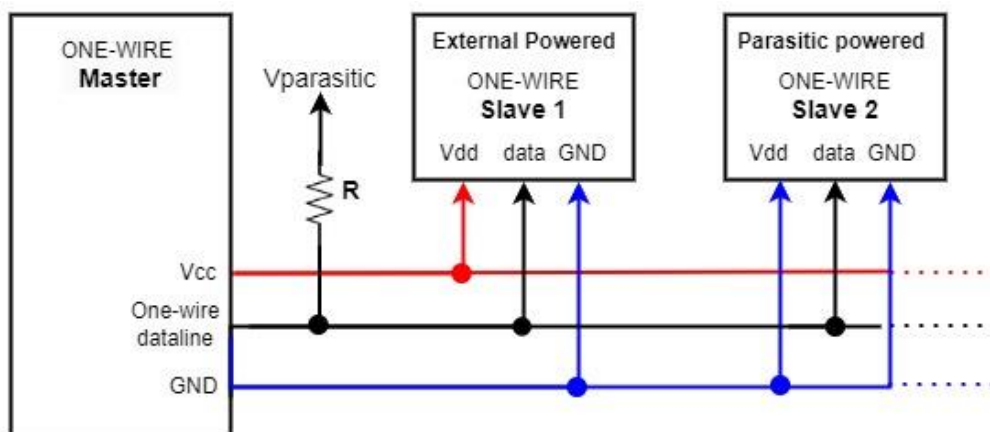 ONE-WIRE
Master
Vparasitic
R
External Powered
ONE-WIRE
Slave 1
Vdd data GND
Parasitic powered
ONE-WIRE
Slave 2
Vdd data GND
Vcc
One-wire
dataline
GND